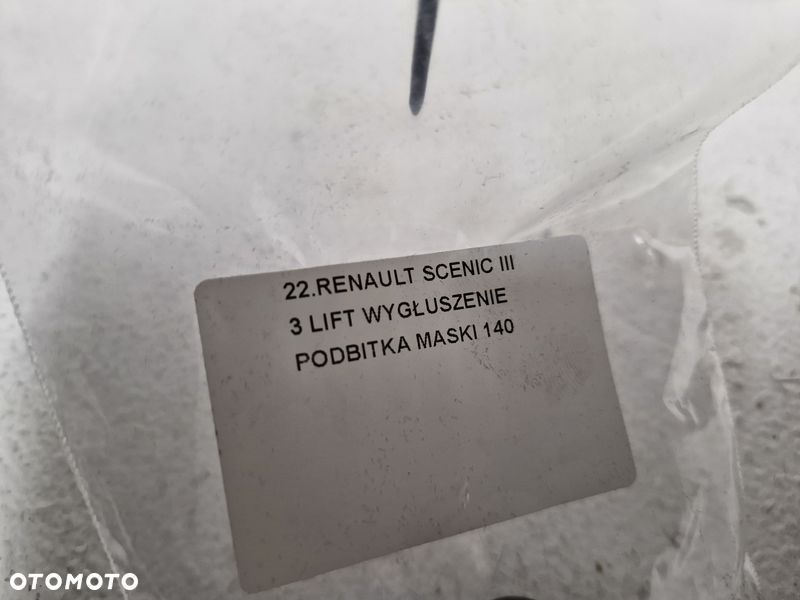 22.RENAULT SCENIC III
3 LIFT WYGŁUSZENIE
PODBITKA MASKI 140
OTOMOTO